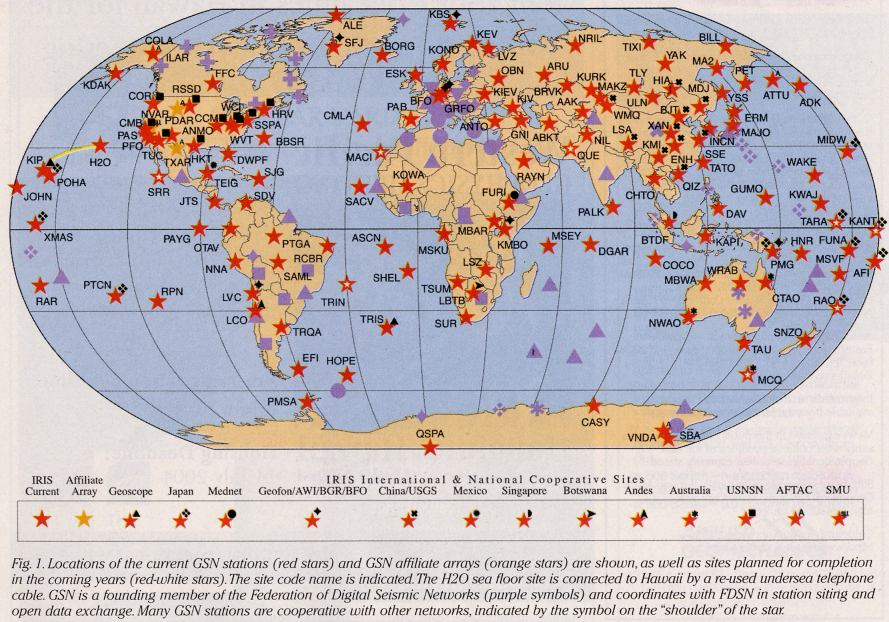 ALE
KBS
COLA
ILAR
SFJ
BORG
KEV
KONO
LVZ
NRIL
TIXI
BILL
YAK
KDAK
FFC
ESK
OBN
ARU
KURK
TLY
HIA
MA2
PET
COR
RSSD
BFO
KIEV
BRVK
MAKZ
ULN
MDJ
ATTU
ADK
NVAR
PDAR
WCI
HRV
CMLA
PAB
GRFO
KIV
AAK
WMQ
BJT
YSS
ERM
CMB
CCM
SSPA
ANTO
GNI
ABKT
NIL
LSA
XAN
INCN
MAJO
PAS
ANMO
WVT
BBSR
PFO
TUC
TXAR
HKT
DWPF
MACI
QUE
KMI
ENH
SSE
TATO
MIDW
KIP
H2O
POHA
JOHN
SRR
TEIG
SJG
SACV
KOWA
RAYN
FURI
CHTO
QIZ
WAKE
GUMO
KWAJ
JTS
SDV
PALK
DAV
TARA
KANT
XMAS
PAYG
OTAV
PTGA
ASCN
MSKU
MBAR
KMBO
MSEY
DGAR
BTDF
KAPI
HNR
FUNA
PMG
MSVF
AFI
NNA
RCBR
SAML
SHEL
LSZ
COCO
MBWA
WRAB
CTAO
RAR
PTCN
RPN
LVC
TRIN
TSUM
LBTB
RAO
LCO
TRQA
TRIS
SUR
NWAO
SNZO
TAU
EFI
HOPE
MCQ
PMSA
CASY
QSPA
VNDA
SBA
IRIS International & National Cooperative Sites
IRIS Current
Affiliate Array
Geoscope
Japan
Mednet
Geofon/AWI/BGR/BFO
China/USGS
Mexico
Singapore
Botswana
Andes
Australia
USNSN
AFTAC
SMU
Fig. 1. Locations of the current GSN stations (red stars) and GSN affiliate arrays (orange stars) are shown, as well as sites planned for completion
in the coming years (red-white stars). The site code name is indicated. The H2O sea floor site is connected to Hawaii by a re-used undersea telephone
cable. GSN is a founding member of the Federation of Digital Seismic Networks (purple symbols) and coordinates with FDSN in station siting and
open data exchange. Many GSN stations are cooperative with other networks, indicated by the symbol on the "shoulder" of the star.